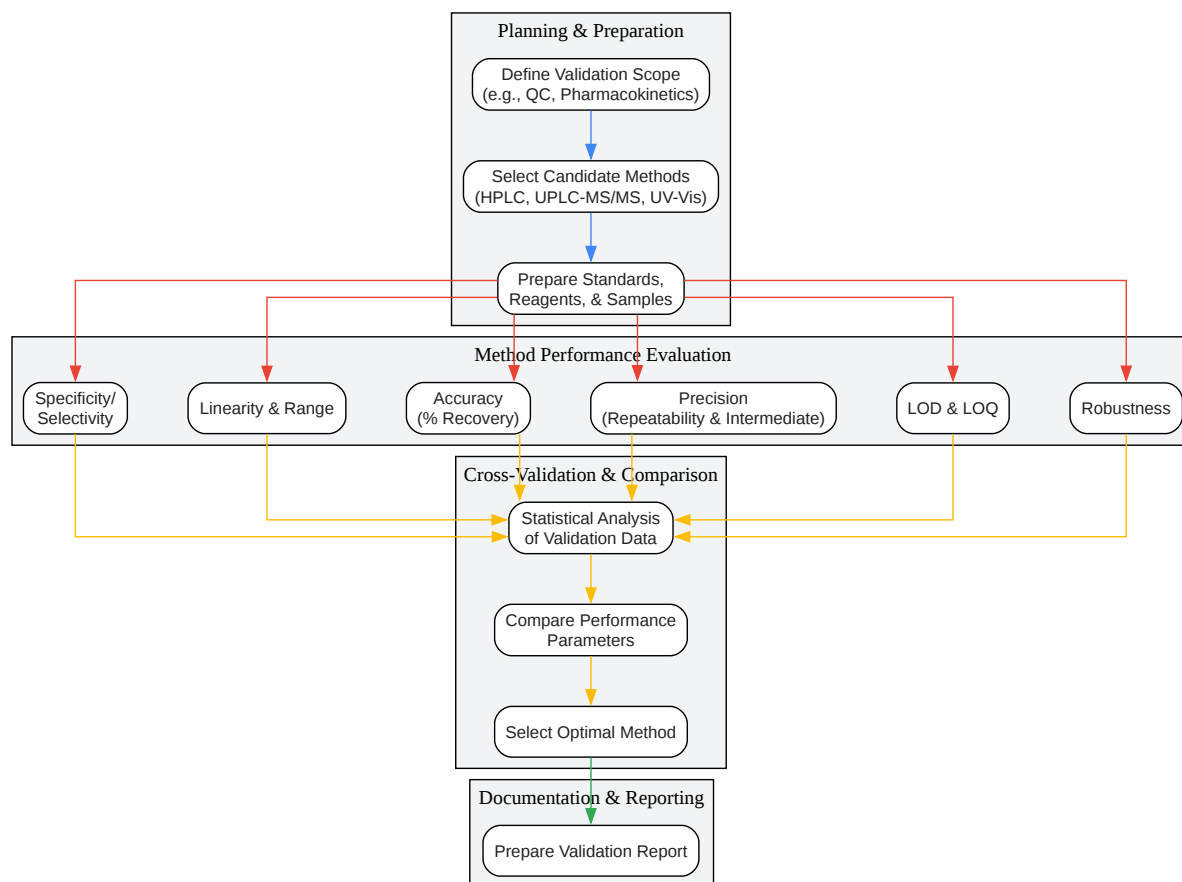 Planning & Preparation
Define Validation Scope
(e.g., QC, Pharmacokinetics)
Select Candidate Methods
(HPLC, UPLC-MS/MS, UV-Vis)
Prepare Standards,
Reagents, & Samples
Method Performance Evaluation
Specificity/
Selectivity
Linearity & Range
Accuracy
(% Recovery)
Precision
(Repeatability & Intermediate)
LOD & LOQ
Robustness
Cross-Validation & Comparison
Statistical Analysis
of Validation Data
Compare Performance
Parameters
Select Optimal Method
Documentation & Reporting
Prepare Validation Report